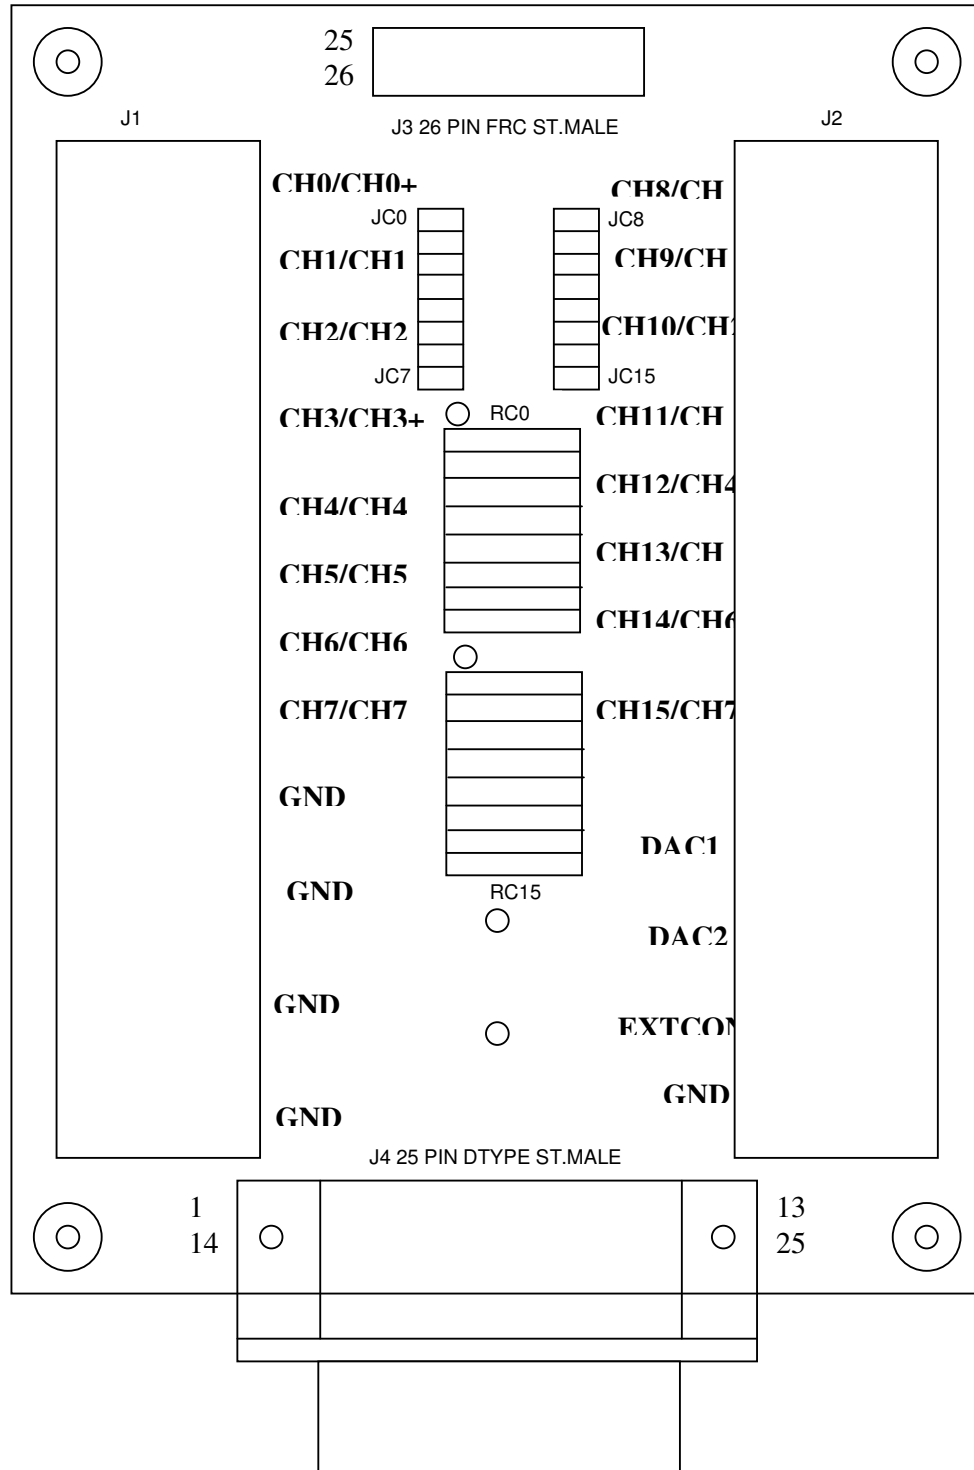 25
26
J1
J3 26 PIN FRC ST.MALE
J2
CH0/CH0+
CH8/CH
JC0
JC8
CH1/CH1
CH9/CH
CH2/CH2
CH10/CH2
JC7
JC15
CH3/CH3+
RC0
CH11/CH
CH4/CH4
CH12/CH4
CH5/CH5
CH13/CH
CH6/CH6
CH14/CH6
CH7/CH7
CH15/CH7
GND
DAC1
GND
RC15
DAC2
GND
EXTCON
GND
GND
J4 25 PIN DTYPE ST.MALE
1
14
13
25